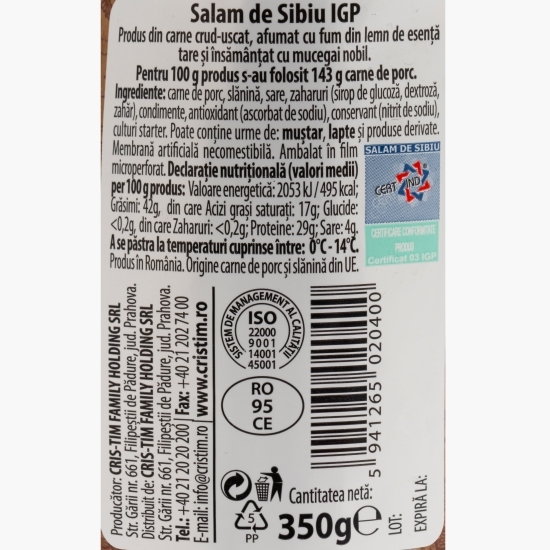 Salam de Sibiu IGP
Produs din carne crud-uscat, afumat cu fum din lemn de esență
tare și însămânțat cu mucegai nobil.
Pentru 100 g produs s-au folosit 143 g carne de porc.
Ingrediente: carne de porc, slănină, sare, zaharuri (sirop de glucoză, dextroză,
zahăr), condimente, antioxidant (ascorbat de sodiu), conservant (nitrit de sodiu),
culturi starter. Poate conține urme de: muștar, lapte și produse derivate.
Membrană artificială necomestibilă. Ambalat în film
microperforat. Declarație nutrițională (valori medii)
per 100 g produs: Valoare energetică: 2053 kJ / 495 kcal;
Grăsimi: 42g, din care Acizi grași saturați: 17g; Glucide:
<0,2g, din care Zaharuri: <0,2g; Proteine: 29g; Sare: 4g.
A se păstra la temperaturi cuprinse între: 0°C - 14°C.
Produs în România. Origine carne de porc și slănină din UE.
SALAM DE SIBIU
CERT IND
CERTIFICARE CONFORMITATE
PRODUS
Certificat 03 IGP
Producător: CRIS-TIM FAMILY HOLDING SRL
Str. Gării nr. 661, Filipeștii de Pădure, jud. Prahova.
Distribuit de: CRIS-TIM FAMILY HOLDING SRL
Str. Gării nr. 661, Filipeștii de Pădure, jud. Prahova.
Tel.: +40 21 20 20 200 | Fax: +40 21 202 74 00
E-mail: info@cristim.ro | www.cristim.ro
SISTEM DE MANAGEMENT AL CALITĂȚII
ISO
22000
9001
14001
45001
RO
95
CE
5 941265 020400
5
PP
Cantitatea netă:
350g e
LOT:
EXPIRĂ LA: